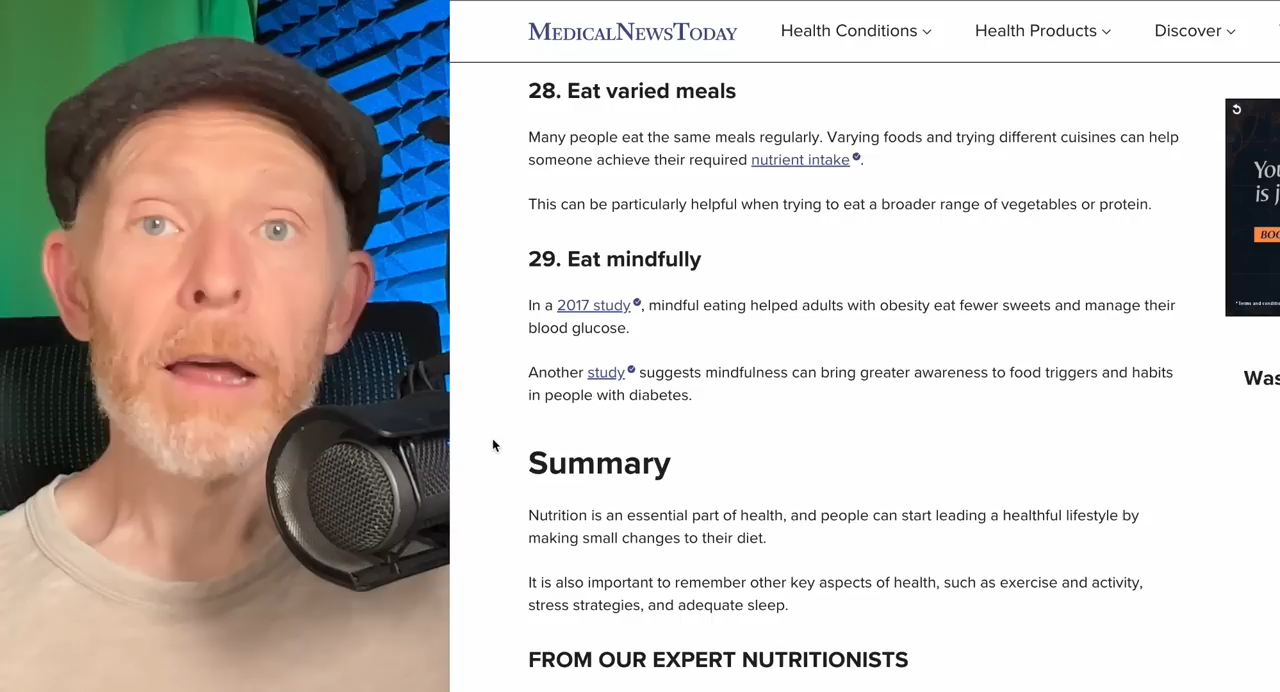 MEDICALNEWSTODAY
Health Conditions
Health Products
Discover
28. Eat varied meals
Many people eat the same meals regularly. Varying foods and trying different cuisines can help
someone achieve their required nutrient intake.
This can be particularly helpful when trying to eat a broader range of vegetables or protein.
29. Eat mindfully
In a 2017 study, mindful eating helped adults with obesity eat fewer sweets and manage their
blood glucose.
Another study suggests mindfulness can bring greater awareness to food triggers and habits
in people with diabetes.
Summary
Nutrition is an essential part of health, and people can start leading a healthful lifestyle by
making small changes to their diet.
It is also important to remember other key aspects of health, such as exercise and activity,
stress strategies, and adequate sleep.
FROM OUR EXPERT NUTRITIONISTS
is